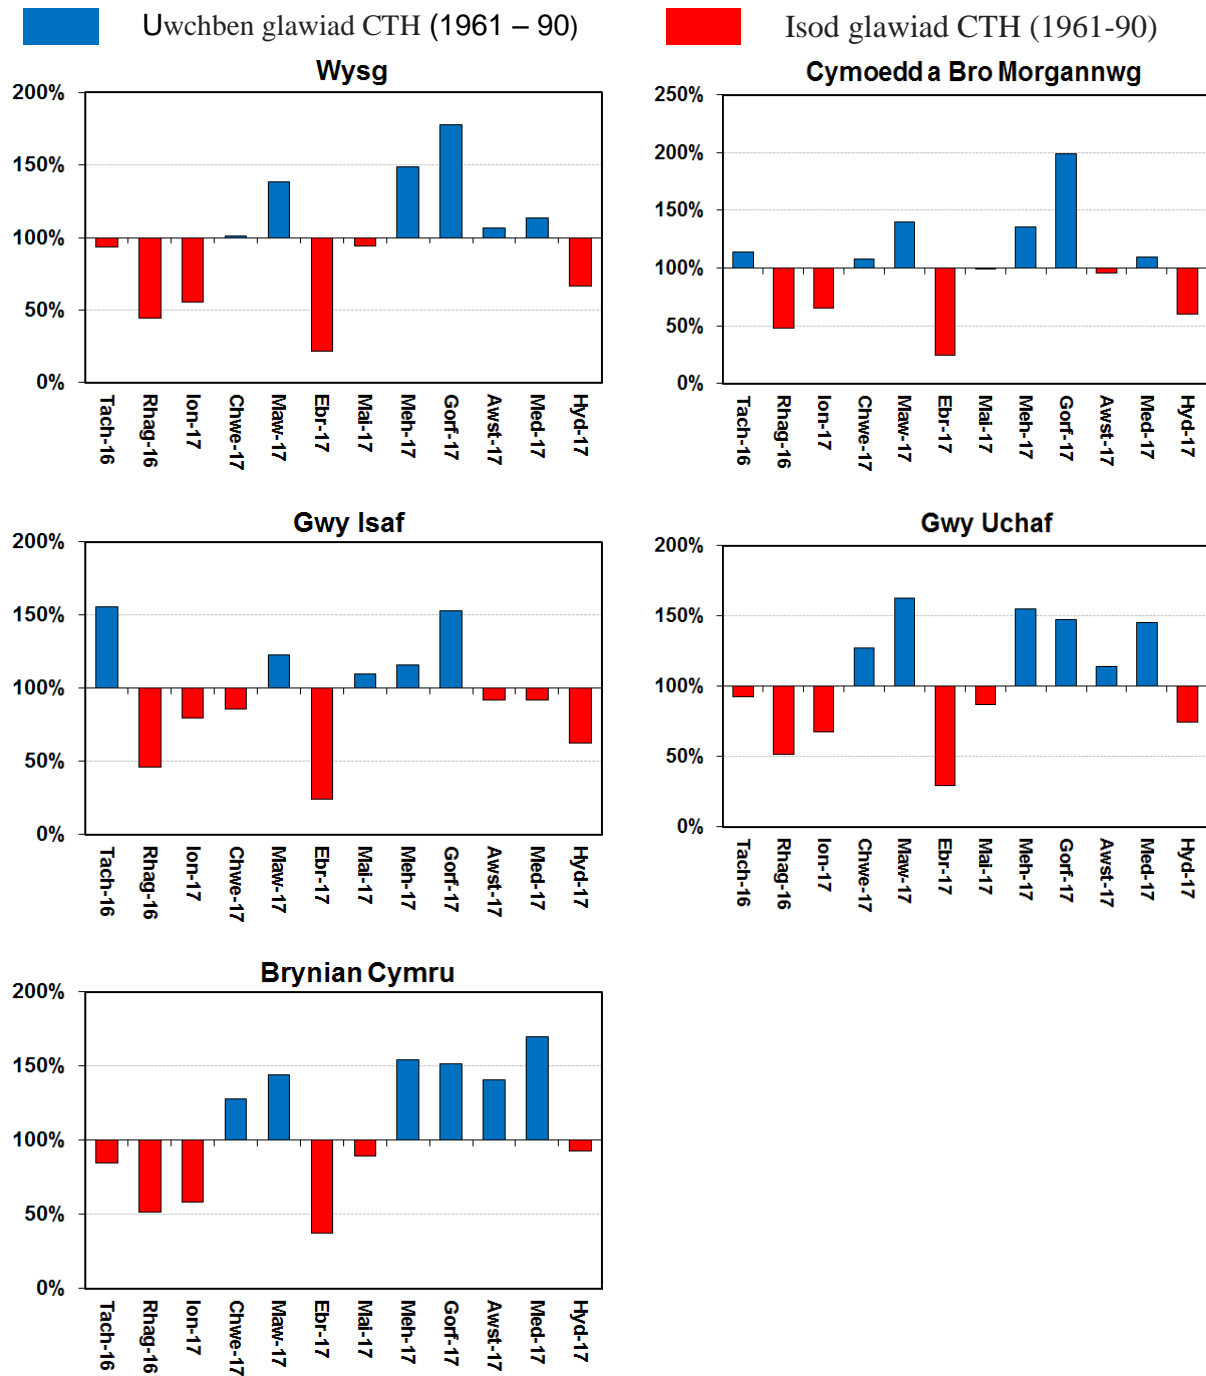 Uwchben glawiad CTH (1961 – 90)
Isod glawiad CTH (1961-90)
Wysg
200%
150%
100%
50%
0%
Tach-16
Rhag-16
Ion-17
Chwe-17
Maw-17
Ebr-17
Mai-17
Meh-17
Gorf-17
Awst-17
Med-17
Hyd-17
Cymoedd a Bro Morgannwg
250%
200%
150%
100%
50%
0%
Tach-16
Rhag-16
Ion-17
Chwe-17
Maw-17
Ebr-17
Mai-17
Meh-17
Gorf-17
Awst-17
Med-17
Hyd-17
Gwy Isaf
200%
150%
100%
50%
0%
Tach-16
Rhag-16
Ion-17
Chwe-17
Maw-17
Ebr-17
Mai-17
Meh-17
Gorf-17
Awst-17
Med-17
Hyd-17
Gwy Uchaf
200%
150%
100%
50%
0%
Tach-16
Rhag-16
Ion-17
Chwe-17
Maw-17
Ebr-17
Mai-17
Meh-17
Gorf-17
Awst-17
Med-17
Hyd-17
Brynian Cymru
200%
150%
100%
50%
0%
Tach-16
Rhag-16
Ion-17
Chwe-17
Maw-17
Ebr-17
Mai-17
Meh-17
Gorf-17
Awst-17
Med-17
Hyd-17